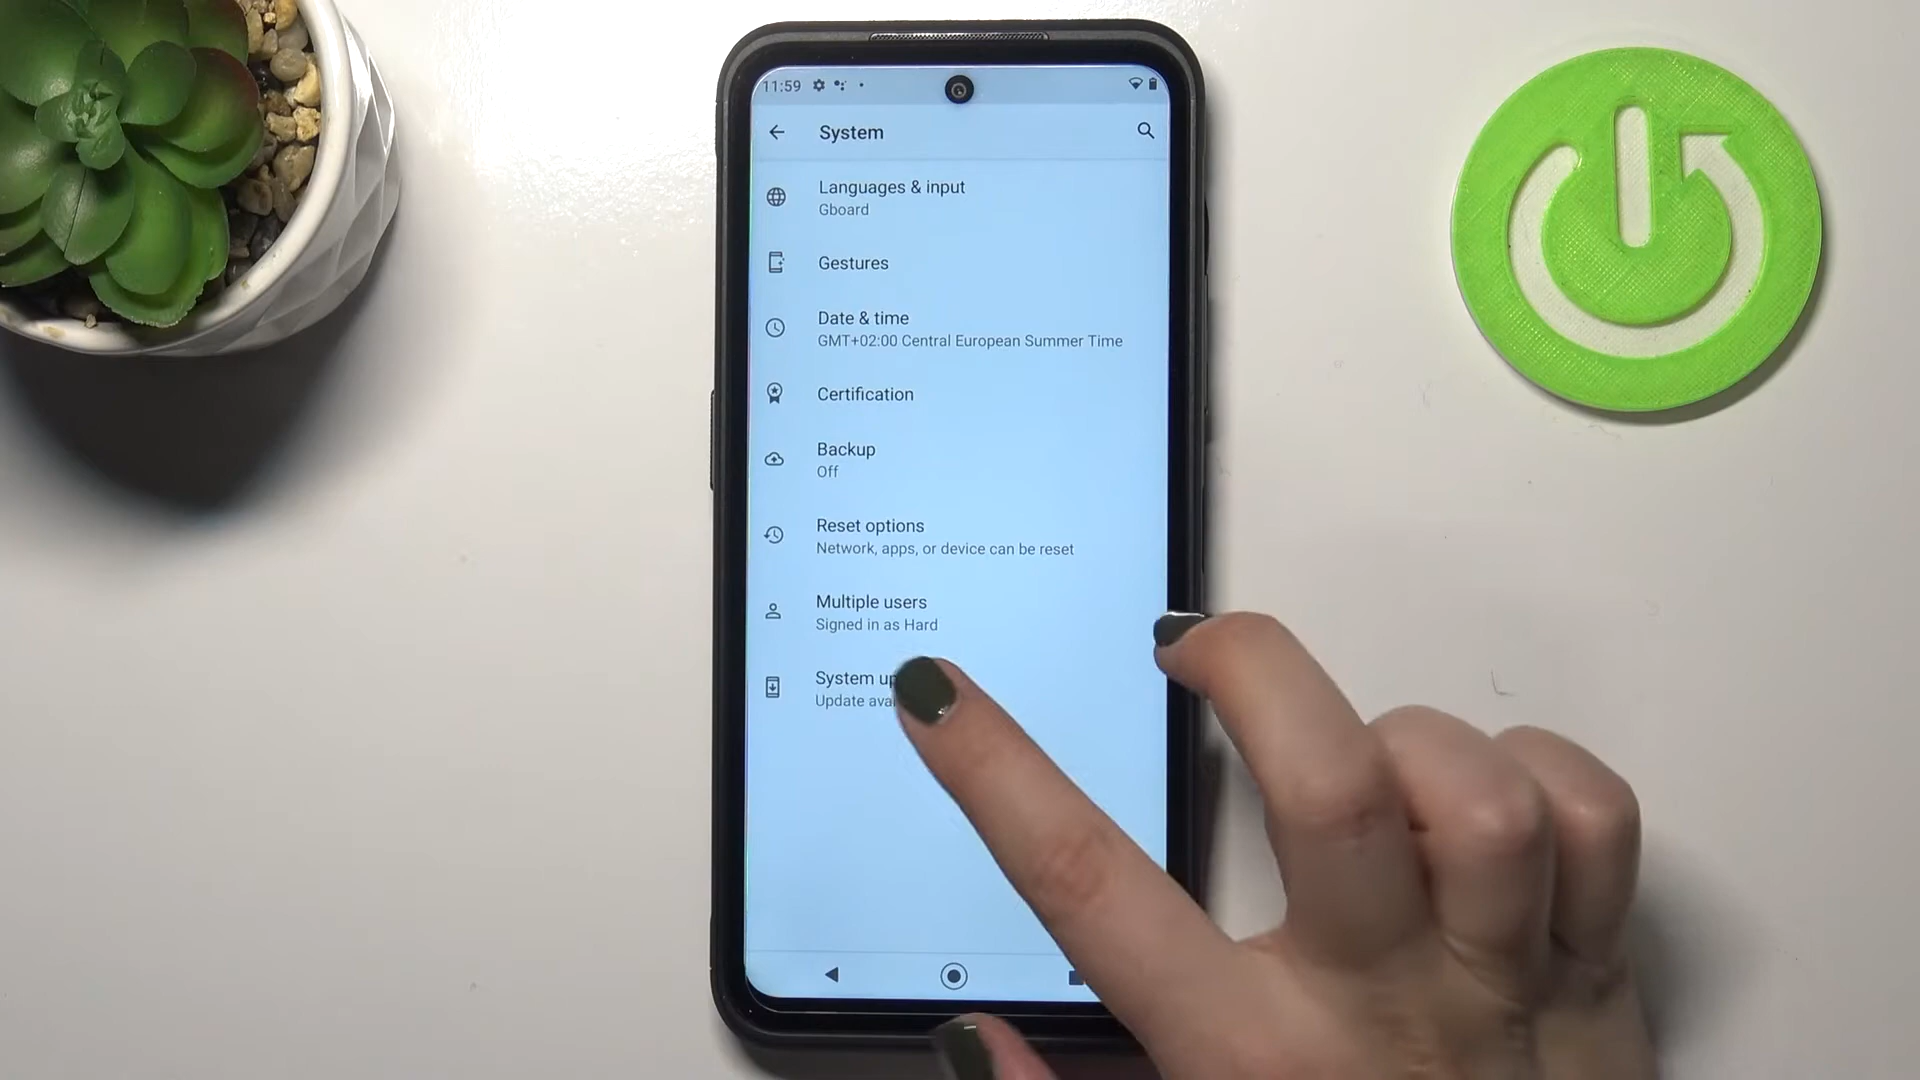 11:59
System
Languages & input
Gboard
Gestures
Date & time
GMT+02:00 Central European Summer Time
Certification
Backup
Off
Reset options
Network, apps, or device can be reset
Multiple users
Signed in as Hard
System
Update